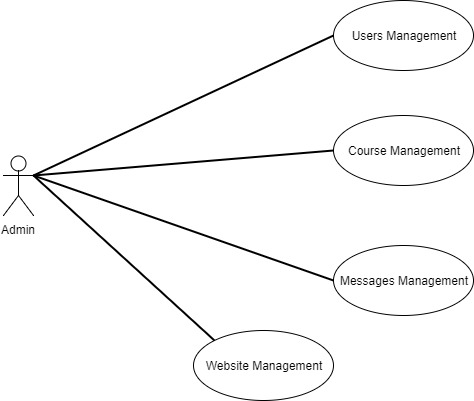 Users Management
Course Management
Admin
Messages Management
Website Management